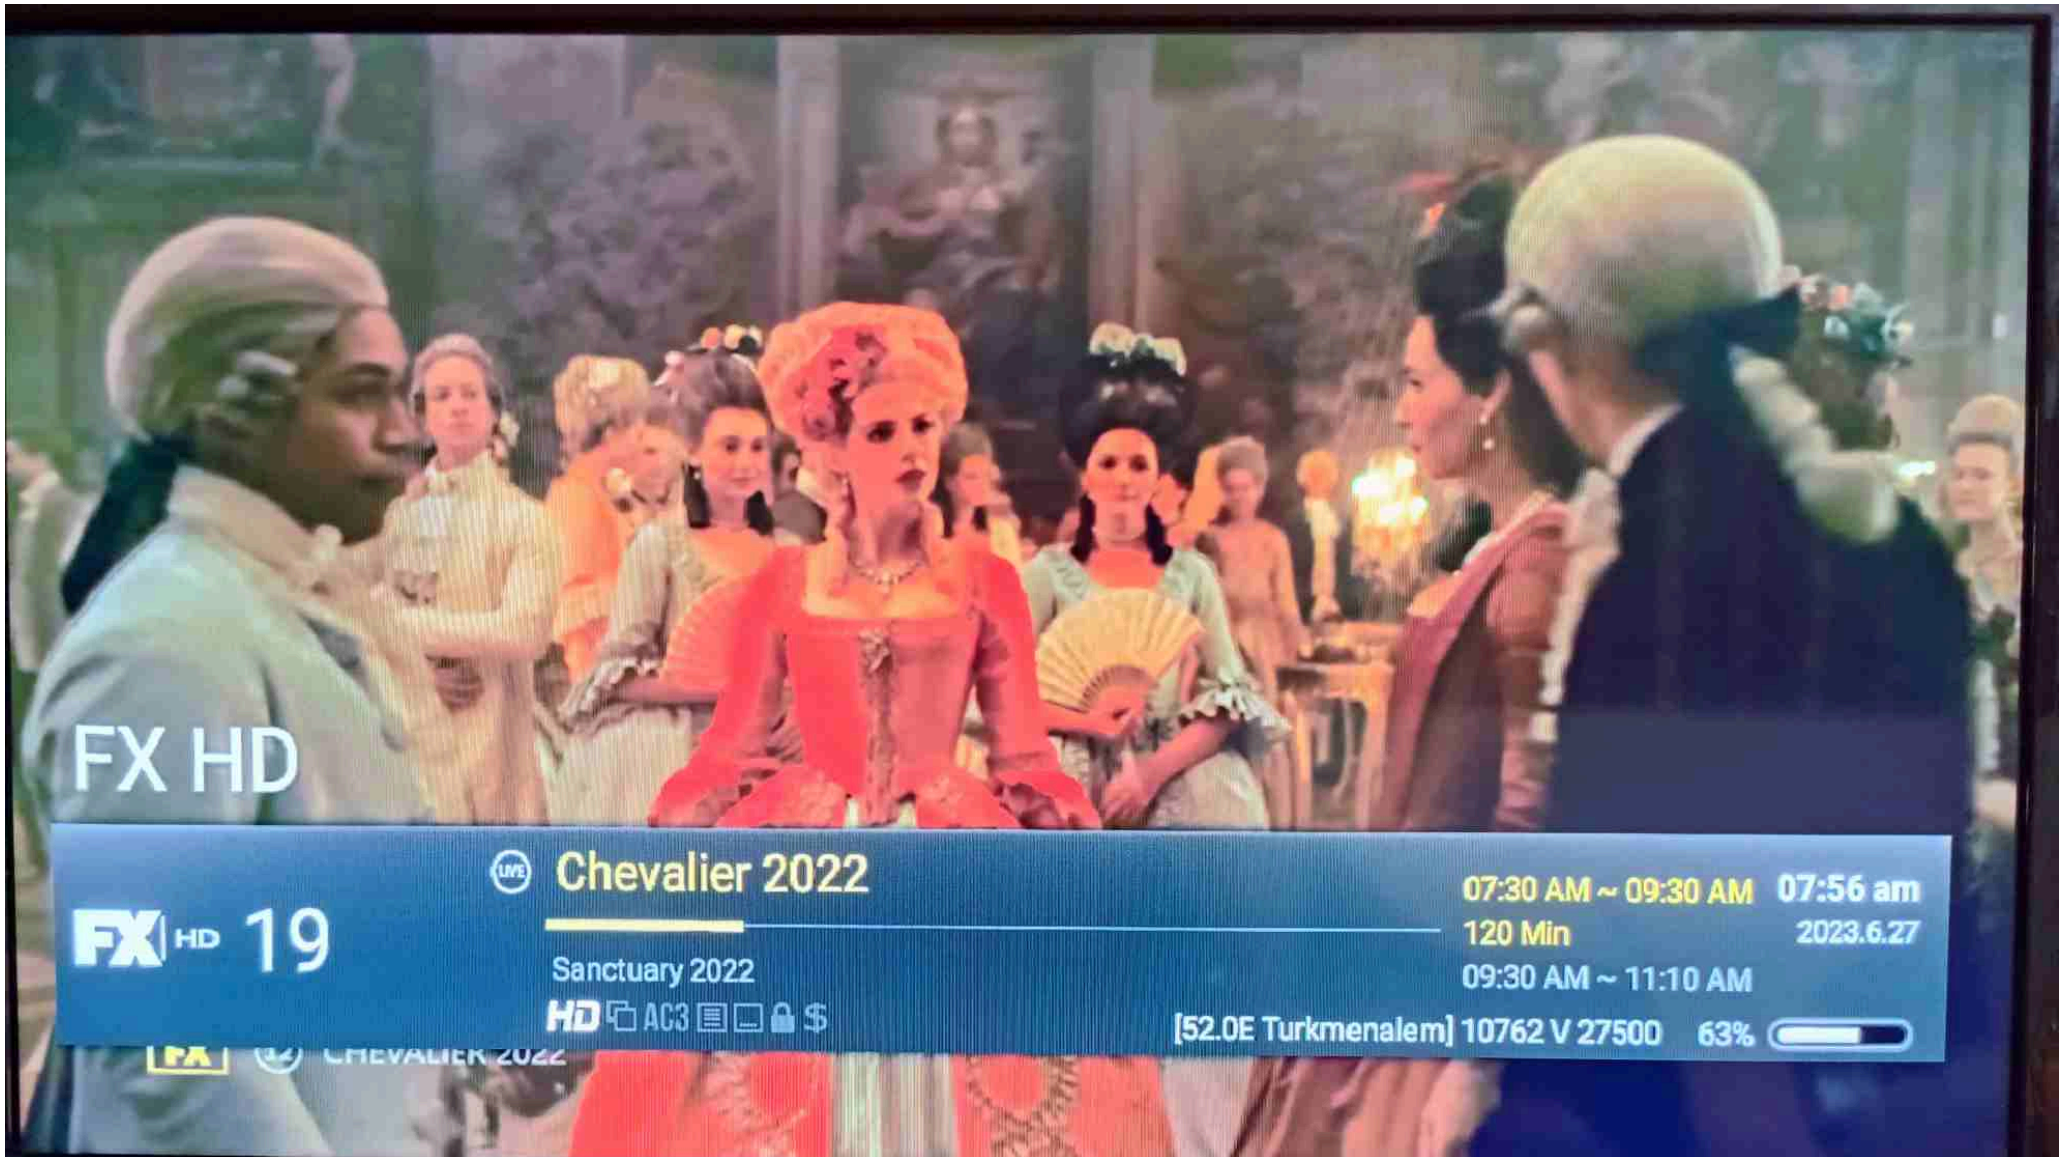 FX HD
LIVE Chevalier 2022
07:30 AM ~ 09:30 AM 07:56 am
FX HD 19
120 Min 2023.6.27
Sanctuary 2022
09:30 AM ~ 11:10 AM
HD AC3 $
[52.0E Turkmenalem] 10762 V 27500 63%
FX 12 CHEVALIER 2022